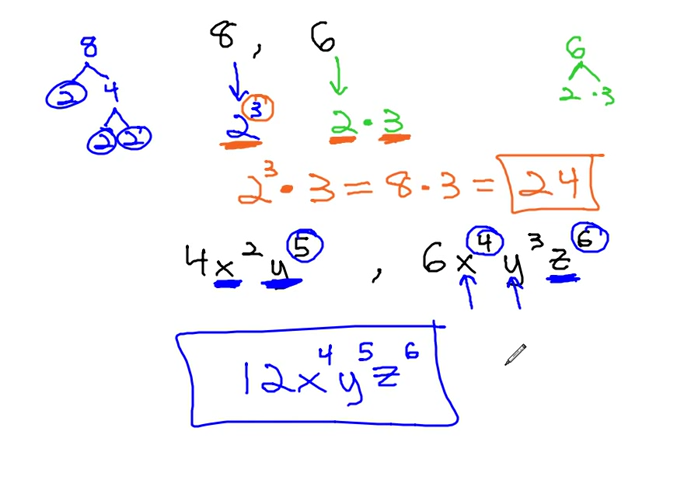 8
2 4
2 2
8, 6
2³ 2 · 3
6
2 · 3
2³ · 3 = 8 · 3 = 24
4x²y⁵ , 6x⁴y³z⁶
12x⁴y⁵z⁶